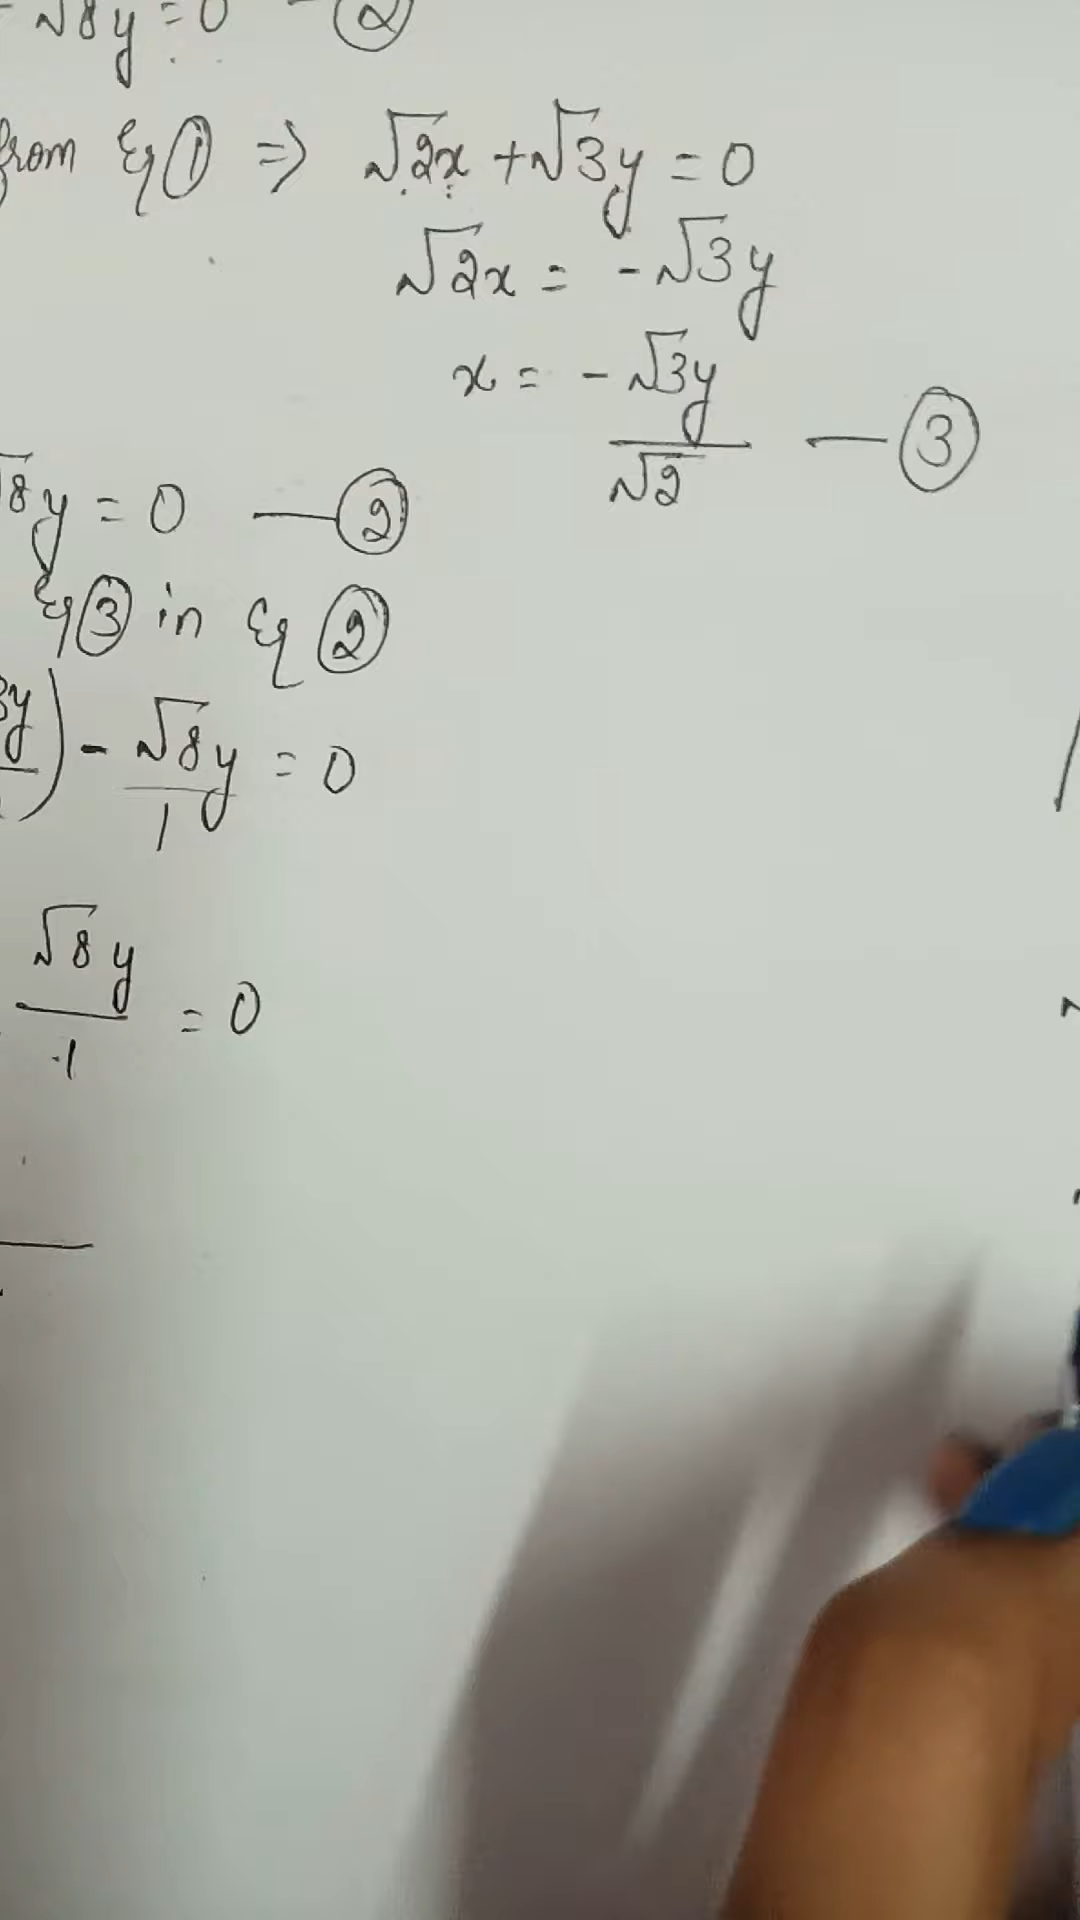 - √8y = 0 - ②
from Eq ① ⇒ √2x + √3y = 0
√2x = - √3y
x = - √3y / √2 — ③
√8y = 0 — ②
Eq ③ in Eq ②
3y) - √8y / 1 = 0
√8y / 1 = 0